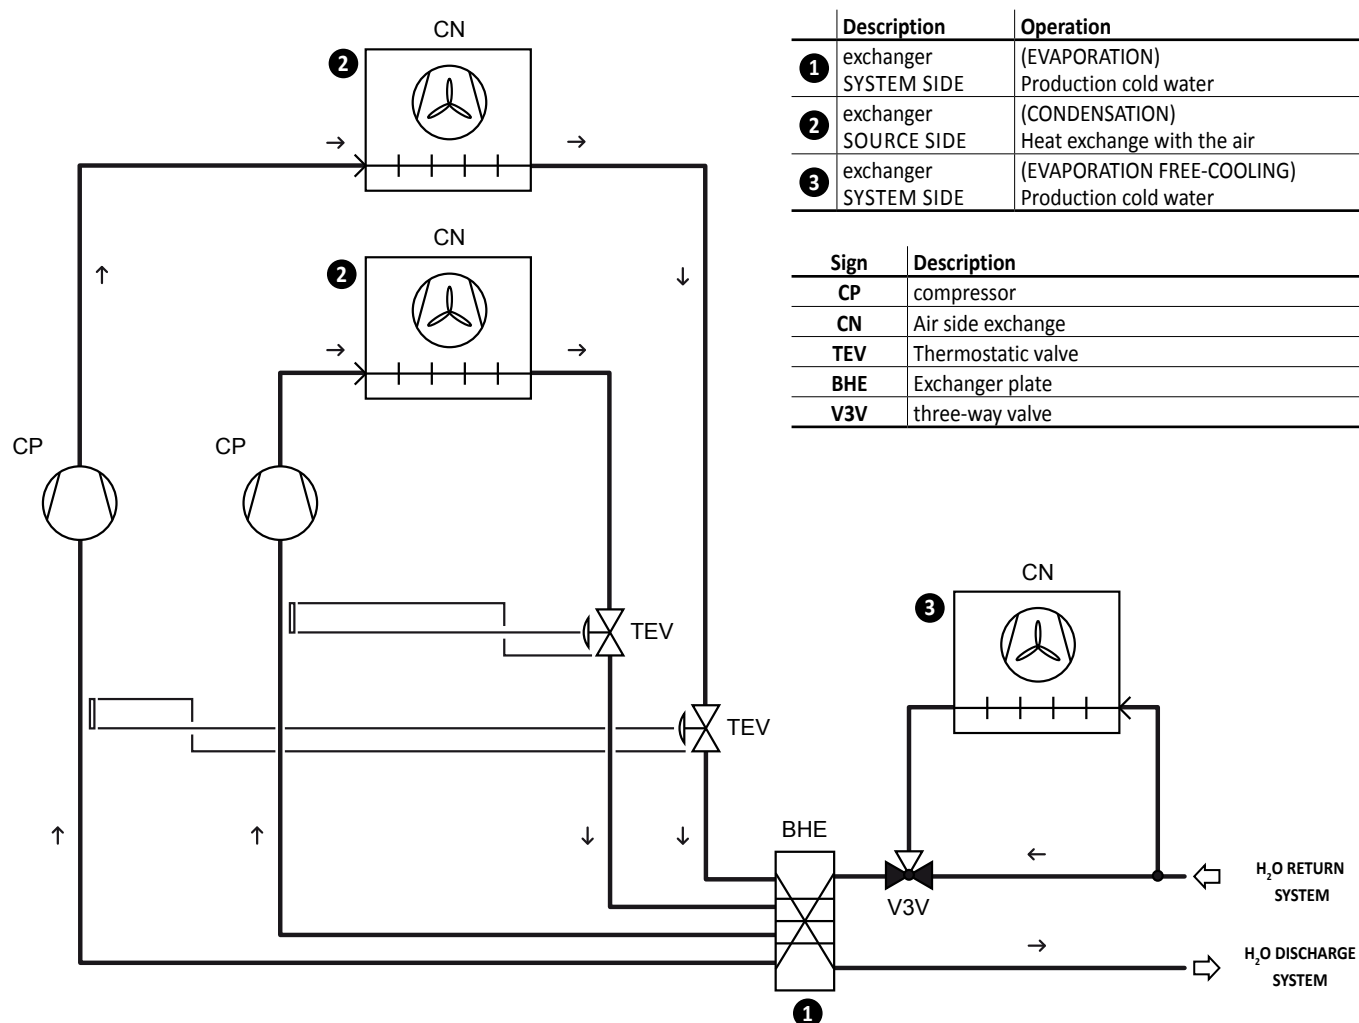 CN
2
CN
2
CP
CP
TEV
TEV
Description Operation
1 exchanger (EVAPORATION)
SYSTEM SIDE Production cold water
2 exchanger (CONDENSATION)
SOURCE SIDE Heat exchange with the air
3 exchanger (EVAPORATION FREE-COOLING)
SYSTEM SIDE Production cold water
Sign Description
CP compressor
CN Air side exchange
TEV Thermostatic valve
BHE Exchanger plate
V3V three-way valve
CN
3
BHE
V3V
H₂O RETURN
SYSTEM
H₂O DISCHARGE
SYSTEM
1